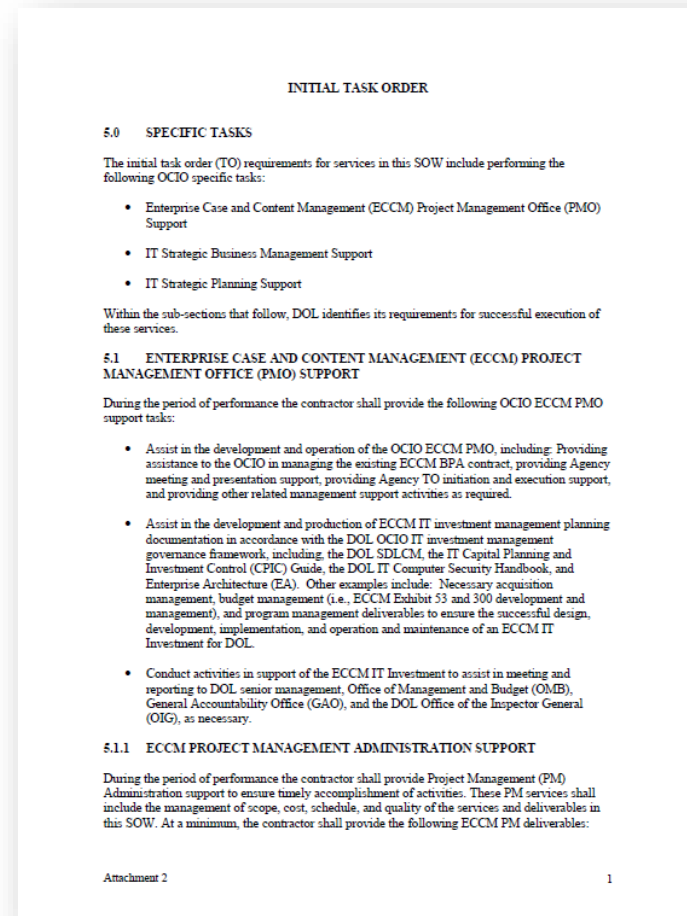 INITIAL TASK ORDER
5.0 SPECIFIC TASKS
The initial task order (TO) requirements for services in this SOW include performing the
following OCIO specific tasks:
• Enterprise Case and Content Management (ECCM) Project Management Office (PMO)
Support
• IT Strategic Business Management Support
• IT Strategic Planning Support
Within the sub-sections that follow, DOL identifies its requirements for successful execution of
these services.
5.1 ENTERPRISE CASE AND CONTENT MANAGEMENT (ECCM) PROJECT
MANAGEMENT OFFICE (PMO) SUPPORT
During the period of performance the contractor shall provide the following OCIO ECCM PMO
support tasks:
• Assist in the development and operation of the OCIO ECCM PMO, including: Providing
assistance to the OCIO in managing the existing ECCM BPA contract, providing Agency
meeting and presentation support, providing Agency TO initiation and execution support,
and providing other related management support activities as required.
• Assist in the development and production of ECCM IT investment management planning
documentation in accordance with the DOL OCIO IT investment management
governance framework, including, the DOL SDLCM, the IT Capital Planning and
Investment Control (CPIC) Guide, the DOL IT Computer Security Handbook, and
Enterprise Architecture (EA). Other examples include: Necessary acquisition
management, budget management (i.e., ECCM Exhibit 53 and 300 development and
management), and program management deliverables to ensure the successful design,
development, implementation, and operation and maintenance of an ECCM IT
Investment for DOL.
• Conduct activities in support of the ECCM IT Investment to assist in meeting and
reporting to DOL senior management, Office of Management and Budget (OMB),
General Accountability Office (GAO), and the DOL Office of the Inspector General
(OIG), as necessary.
5.1.1 ECCM PROJECT MANAGEMENT ADMINISTRATION SUPPORT
During the period of performance the contractor shall provide Project Management (PM)
Administration support to ensure timely accomplishment of activities. These PM services shall
include the management of scope, cost, schedule, and quality of the services and deliverables in
this SOW. At a minimum, the contractor shall provide the following ECCM PM deliverables:
Attachment 2 1